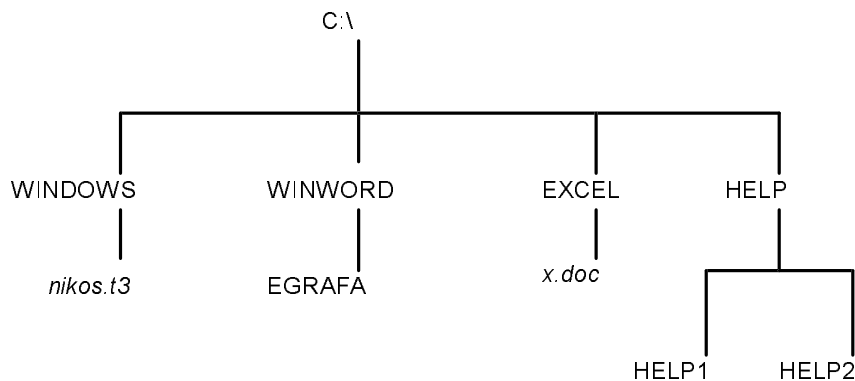 C:\
WINDOWS WINWORD EXCEL HELP
nikos.t3 EGRAFA x.doc
HELP1 HELP2